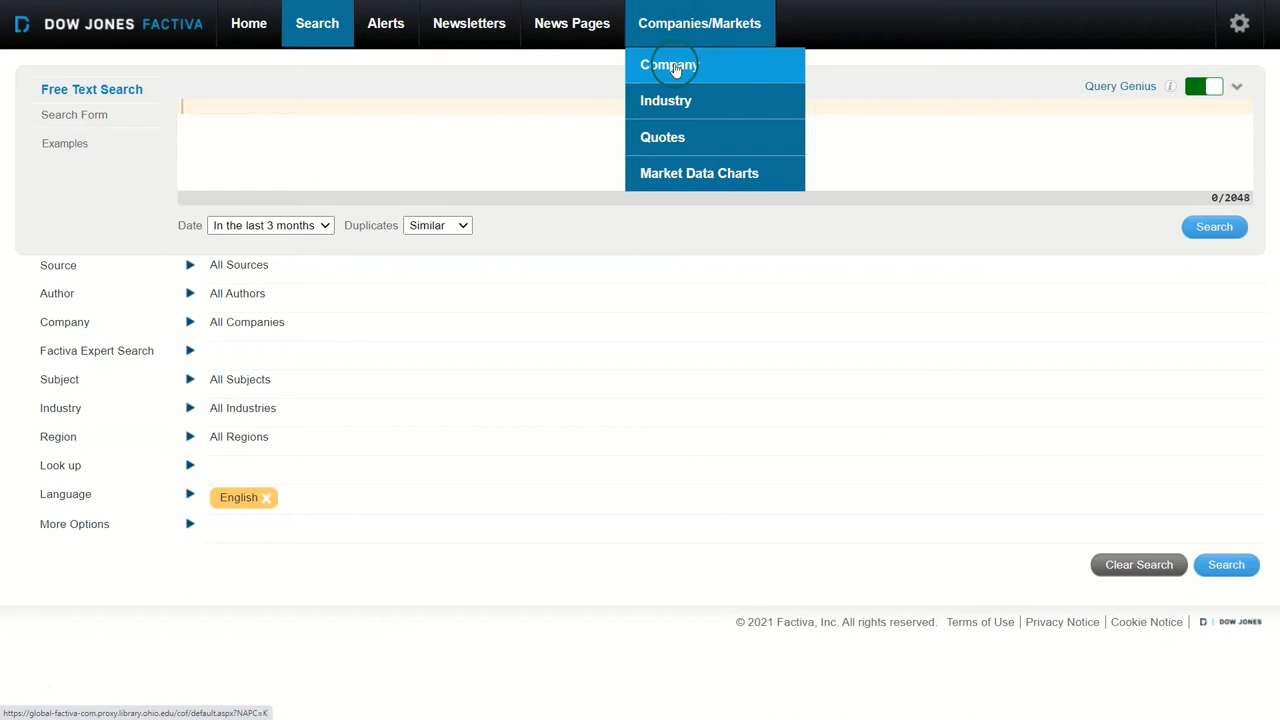 DOW JONES FACTIVA
Home
Search
Alerts
Newsletters
News Pages
Companies/Markets
Company
Industry
Quotes
Market Data Charts
Free Text Search
Search Form
Examples
Query Genius i
0/2048
Date In the last 3 months Duplicates Similar
Search
Source All Sources
Author All Authors
Company All Companies
Factiva Expert Search
Subject All Subjects
Industry All Industries
Region All Regions
Look up
Language English
More Options
Clear Search Search
© 2021 Factiva, Inc. All rights reserved. Terms of Use | Privacy Notice | Cookie Notice | D | DOW JONES
https://global-factiva-com.proxy.library.ohio.edu/cof/default.aspx?NAPC=K